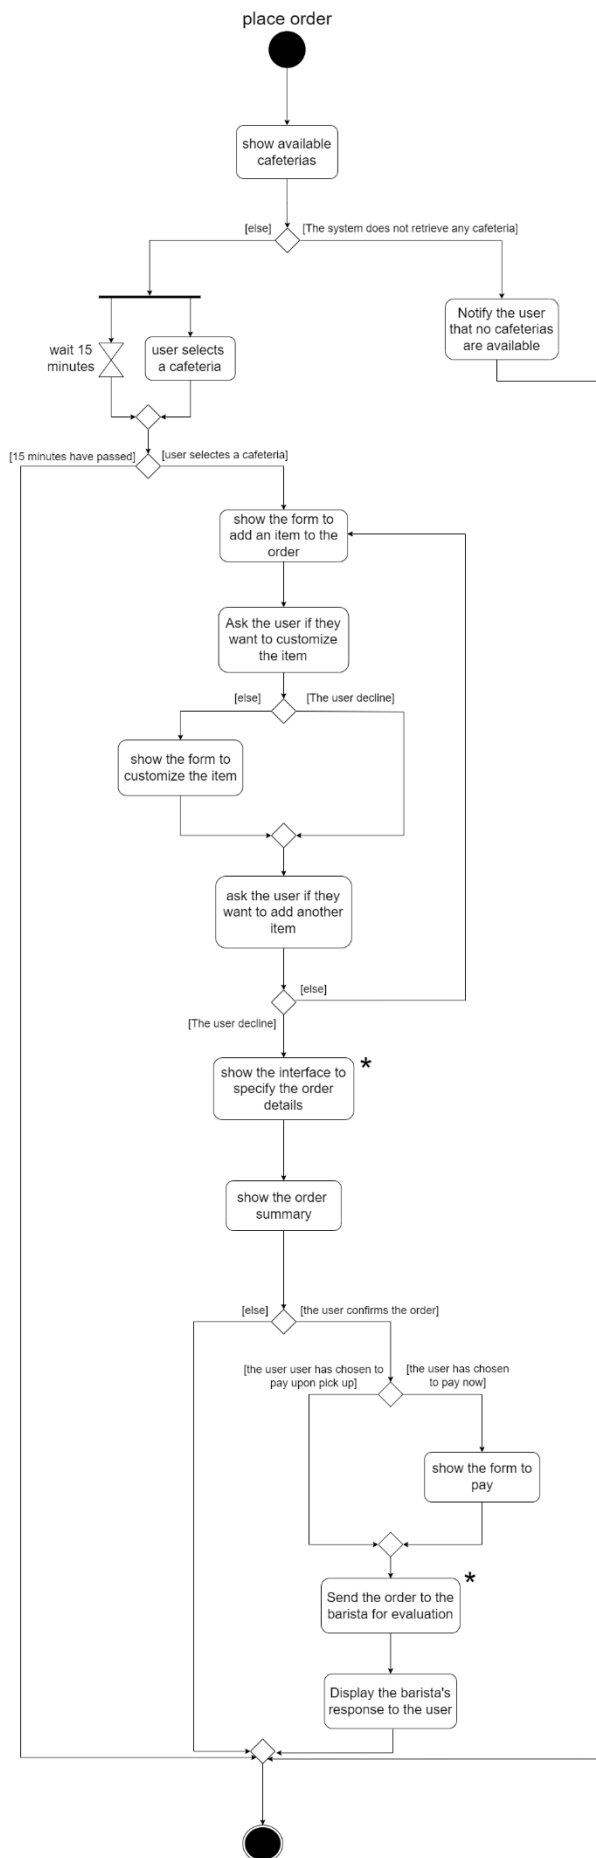 place order
show available
cafeterias
[else]
[The system does not retrieve any cafeteria]
Notify the user
that no cafeterias
are available
wait 15
minutes
user selects
a cafeteria
[15 minutes have passed]
[user selectes a cafeteria]
show the form to
add an item to the
order
Ask the user if they
want to customize
the item
[else]
[The user decline]
show the form to
customize the item
ask the user if they
want to add another
item
[else]
[The user decline]
show the interface to
specify the order
details
*
show the order
summary
[else]
[the user confirms the order]
[the user user has chosen to
pay upon pick up]
[the user has chosen
to pay now]
show the form to
pay
Send the order to the
barista for evaluation
*
Display the barista's
response to the user